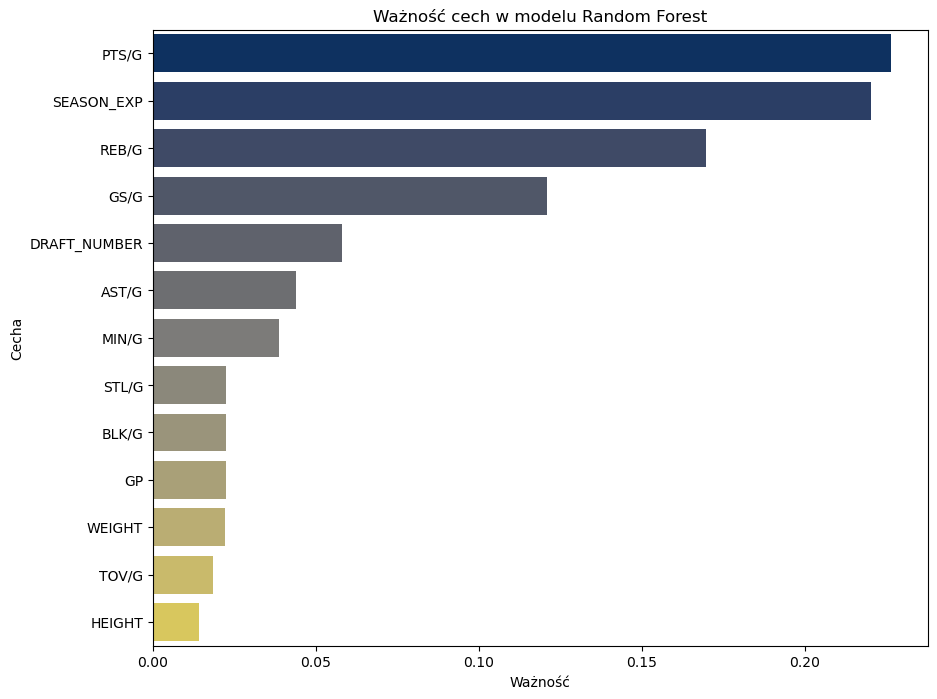 Ważność cech w modelu Random Forest
Cecha
PTS/G
SEASON_EXP
REB/G
GS/G
DRAFT_NUMBER
AST/G
MIN/G
STL/G
BLK/G
GP
WEIGHT
TOV/G
HEIGHT
0.00 0.05 0.10 0.15 0.20
Ważność